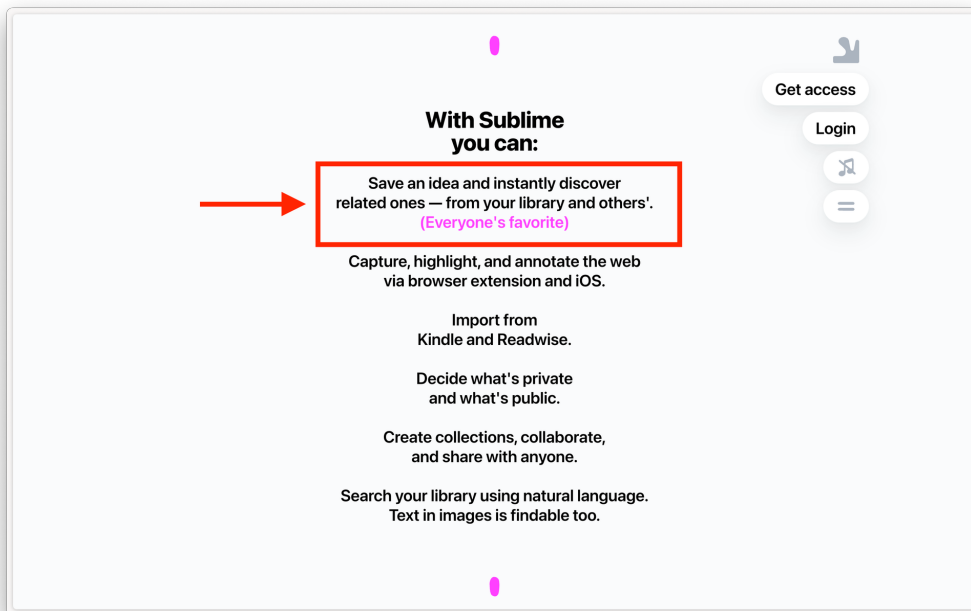 Get access
Login
With Sublime
you can:
Save an idea and instantly discover
related ones — from your library and others'.
(Everyone's favorite)
Capture, highlight, and annotate the web
via browser extension and iOS.
Import from
Kindle and Readwise.
Decide what's private
and what's public.
Create collections, collaborate,
and share with anyone.
Search your library using natural language.
Text in images is findable too.